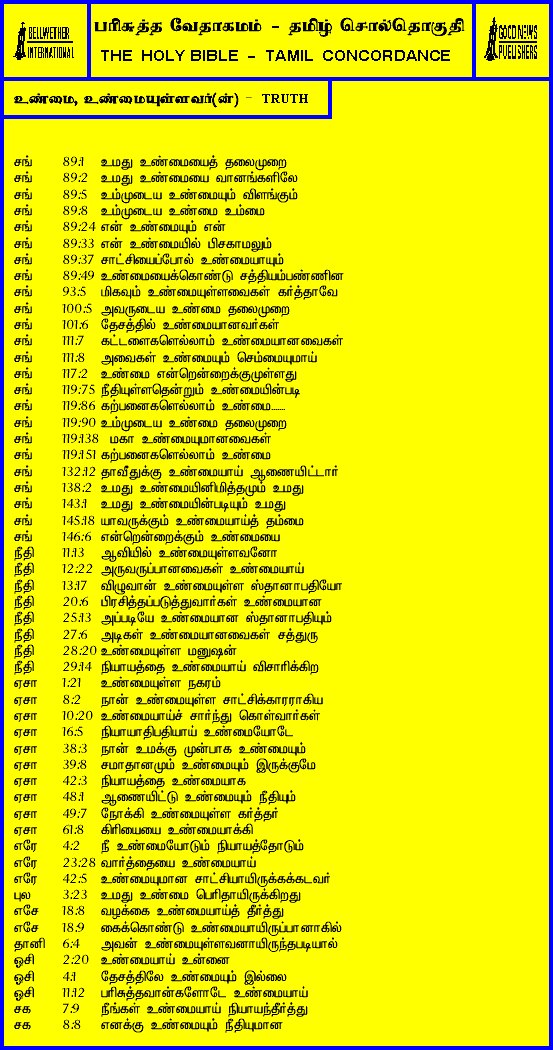 BELLWETHER INTERNATIONAL
பரிசுத்த வேதாகமம் - தமிழ் சொல்தொகுதி
THE HOLY BIBLE - TAMIL CONCORDANCE
GOOD NEWS PUBLISHERS
உண்மை, உண்மையுள்ளவர்(ன்) - TRUTH
சங் 89:1 உமது உண்மையைத் தலைமுறை
சங் 89:2 உமது உண்மையை வானங்களிலே
சங் 89:5 உம்முடைய உண்மையும் விளங்கும்
சங் 89:8 உம்முடைய உண்மை உம்மை
சங் 89:24 என் உண்மையும் என்
சங் 89:33 என் உண்மையில் பிசகாமலும்
சங் 89:37 சாட்சியைப்போல் உண்மையாயும்
சங் 89:49 உண்மையைக்கொண்டு சத்தியம்பண்ணின
சங் 93:5 மிகவும் உண்மையுள்ளவைகள் கர்த்தாவே
சங் 100:5 அவருடைய உண்மை தலைமுறை
சங் 101:6 தேசத்தில் உண்மையானவர்கள்
சங் 111:7 கட்டளைகளெல்லாம் உண்மையானவைகள்
சங் 111:8 அவைகள் உண்மையும் செம்மையுமாய்
சங் 117:2 உண்மை என்றென்றைக்குமுள்ளது
சங் 119:75 நீதியுள்ளதென்றும் உண்மையின்படி
சங் 119:86 கற்பனைகளெல்லாம் உண்மை......
சங் 119:90 உம்முடைய உண்மை தலைமுறை
சங் 119:138 மகா உண்மையுமானவைகள்
சங் 119:151 கற்பனைகளெல்லாம் உண்மை
சங் 132:12 தாவீதுக்கு உண்மையாய் ஆணையிட்டார்
சங் 138:2 உமது உண்மையினிமித்தமும் உமது
சங் 143:1 உமது உண்மையின்படியும் உமது
சங் 145:18 யாவருக்கும் உண்மையாய்த் தம்மை
சங் 146:6 என்றென்றைக்கும் உண்மையை
நீதி 11:13 ஆவியில் உண்மையுள்ளவனோ
நீதி 12:22 அருவருப்பானவைகள் உண்மையாய்
நீதி 13:17 விழுவான் உண்மையுள்ள ஸ்தானாபதியோ
நீதி 20:6 பிரசித்தப்படுத்துவார்கள் உண்மையான
நீதி 25:13 அப்படியே உண்மையான ஸ்தானாபதியும்
நீதி 27:6 அடிகள் உண்மையானவைகள் சத்துரு
நீதி 28:20 உண்மையுள்ள மனுஷன்
நீதி 29:14 நியாயத்தை உண்மையாய் விசாரிக்கிற
ஏசா 1:21 உண்மையுள்ள நகரம்
ஏசா 8:2 நான் உண்மையுள்ள சாட்சிக்காரராகிய
ஏசா 10:20 உண்மையாய்ச் சார்ந்து கொள்வார்கள்
ஏசா 16:5 நியாயாதிபதியாய் உண்மையோடே
ஏசா 38:3 நான் உமக்கு முன்பாக உண்மையும்
ஏசா 39:8 சமாதானமும் உண்மையும் இருக்குமே
ஏசா 42:3 நியாயத்தை உண்மையாக
ஏசா 48:1 ஆணையிட்டு உண்மையும் நீதியும்
ஏசா 49:7 நோக்கி உண்மையுள்ள கர்த்தர்
ஏசா 61:8 கிரியையை உண்மையாக்கி
எரே 4:2 நீ உண்மையோடும் நியாயத்தோடும்
எரே 23:28 வார்த்தையை உண்மையாய்
எரே 42:5 உண்மையுமான சாட்சியாயிருக்கக்கடவர்
புல 3:23 உமது உண்மை பெரிதாயிருக்கிறது
எசே 18:8 வழக்கை உண்மையாய்த் தீர்த்து
எசே 18:9 கைக்கொண்டு உண்மையாயிருப்பானாகில்
தானி 6:4 அவன் உண்மையுள்ளவனாயிருந்தபடியால்
ஓசி 2:20 உண்மையாய் உன்னை
ஓசி 4:1 தேசத்திலே உண்மையும் இல்லை
ஓசி 11:12 பரிசுத்தவான்களோடே உண்மையாய்
சக 7:9 நீங்கள் உண்மையாய் நியாயந்தீர்த்து
சக 8:8 எனக்கு உண்மையும் நீதியுமான